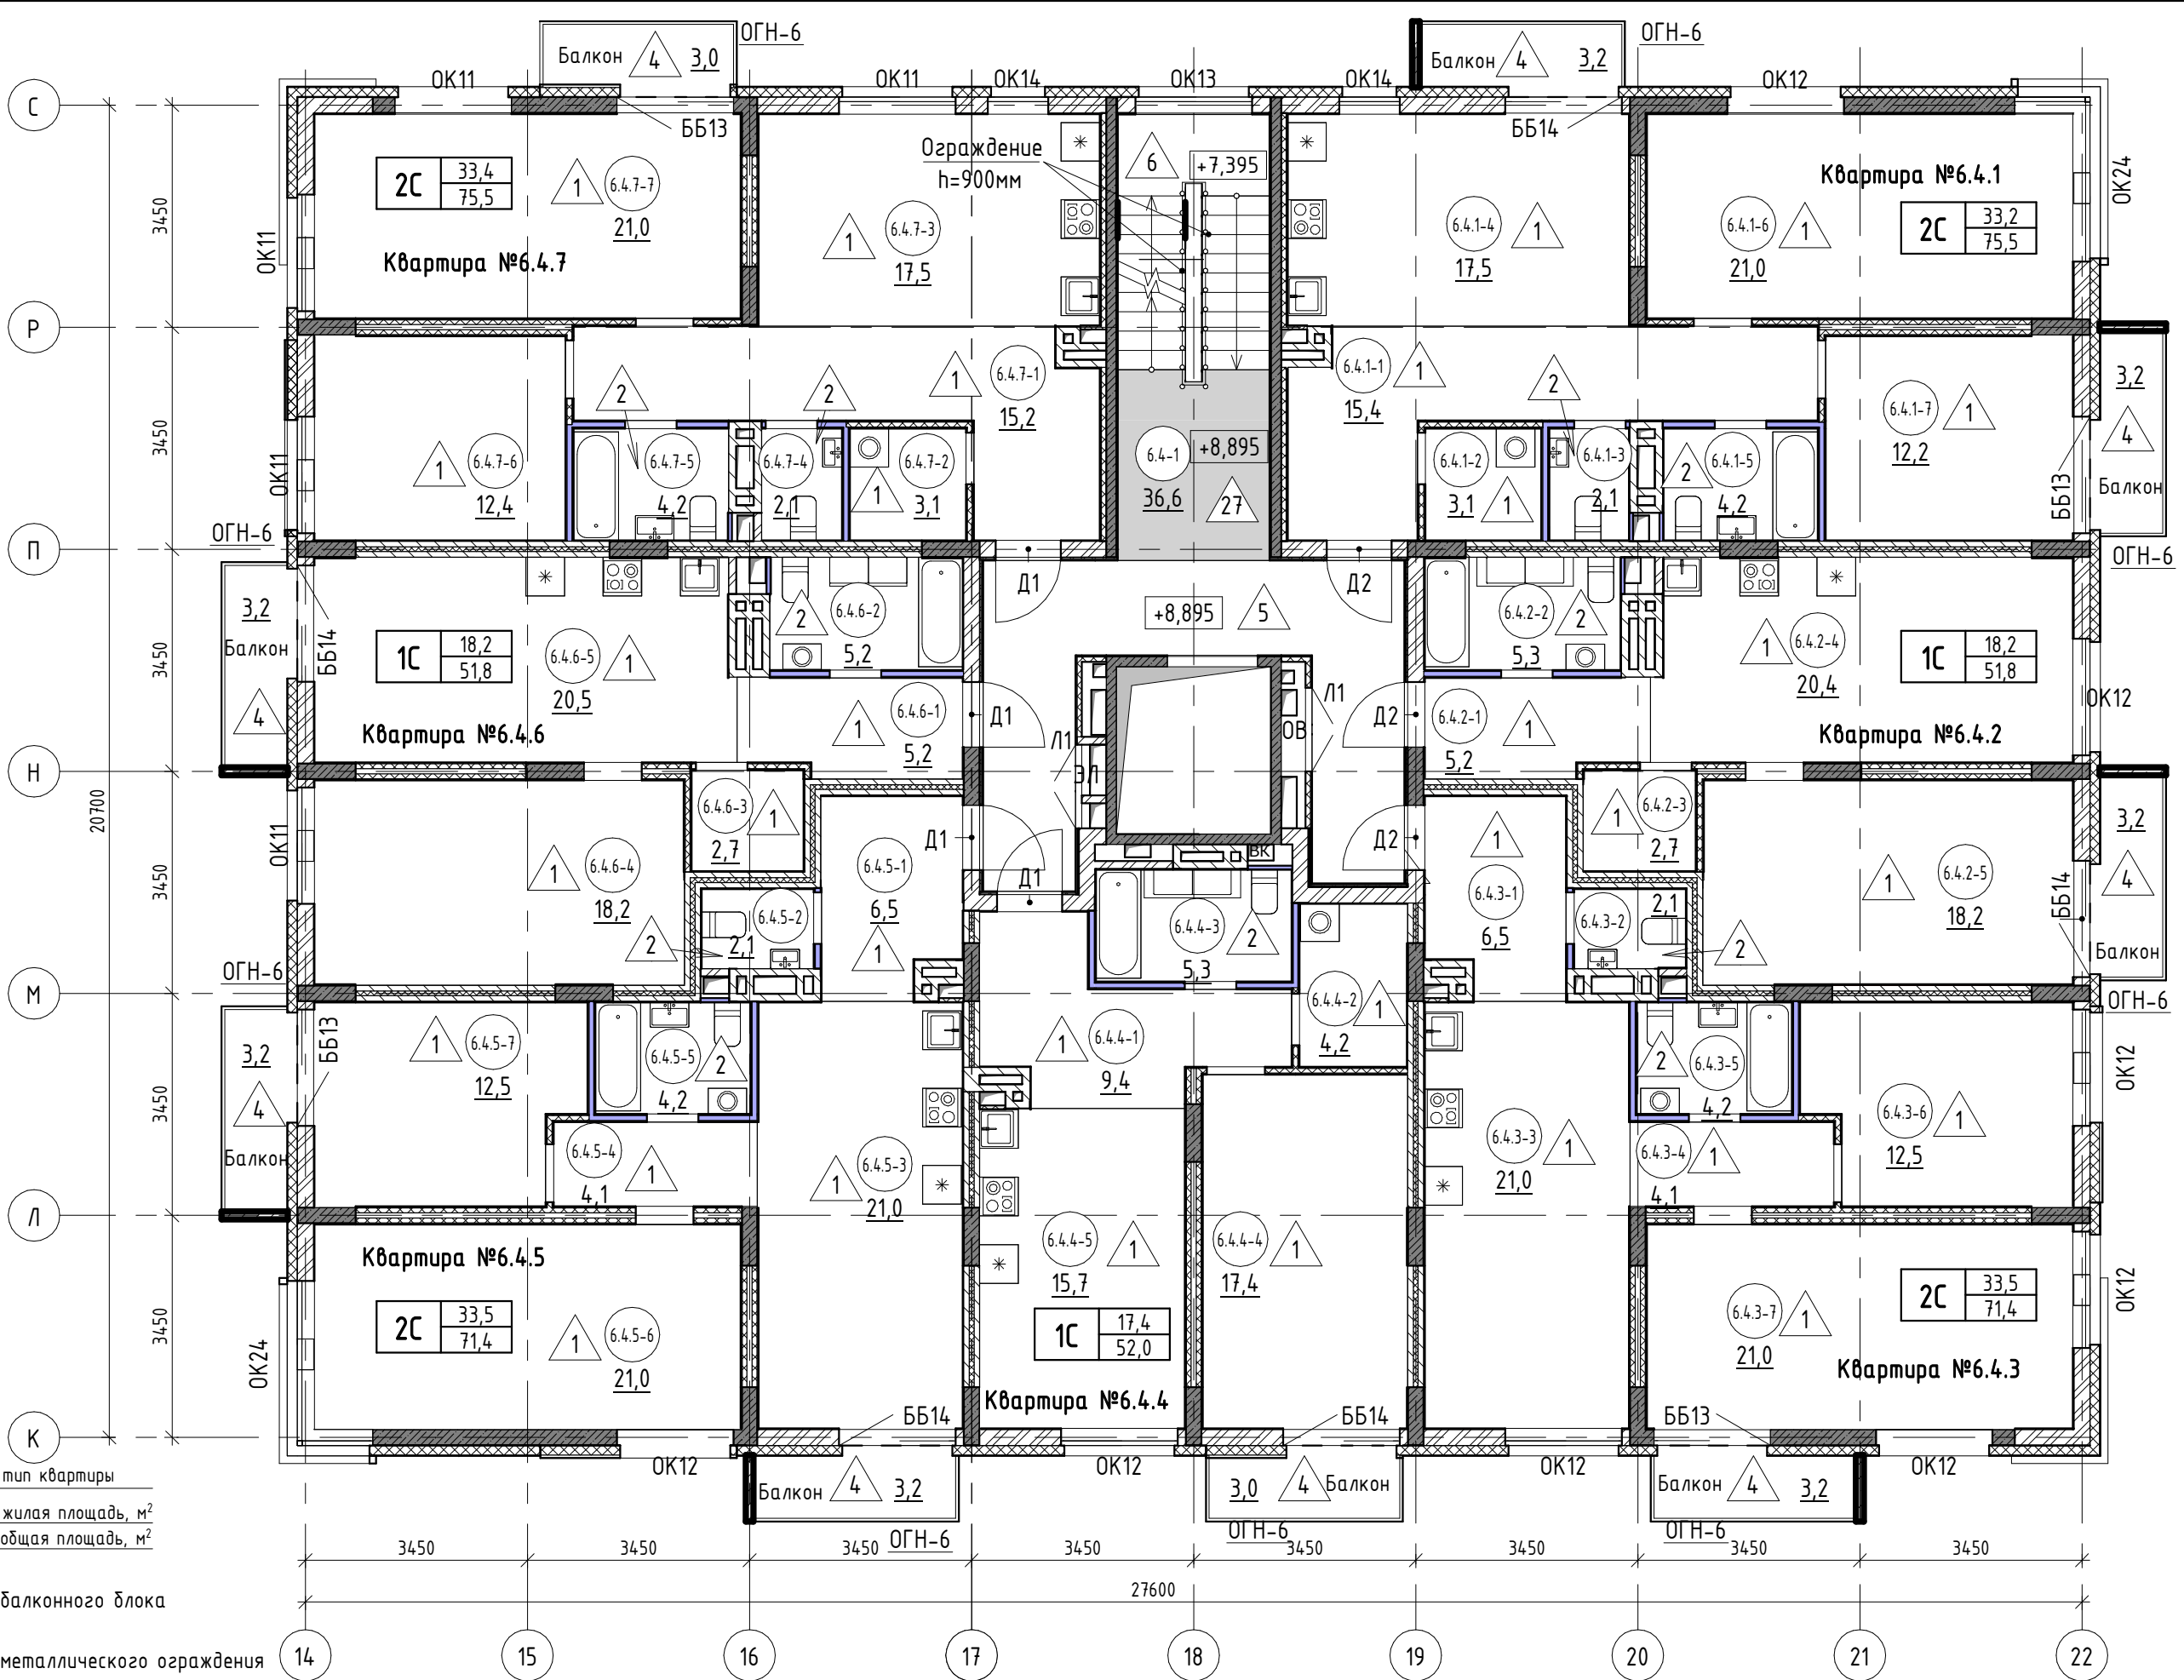 ОГН-6
Балкон 4 3,0
ОГН-6
Балкон 4 3,2
ОК11
ОК11
ОК14
ОК13
ОК14
ОК12
С
ББ13
ББ14
Ограждение
h=900мм
6
+7,395
2С 33,4
75,5
1
6.4.7-7
21,0
Квартира №6.4.7
ОК11
1
6.4.7-3
17,5
6.4.1-4
1
17,5
Квартира №6.4.1
6.4.1-6
1
21,0
2С 33,2
75,5
ОК24
3450
Р
2
2
1
6.4.7-1
15,2
6.4.1-1
1
15,4
2
6.4.1-7
1
12,2
3,2
4
Балкон
ББ13
ОГН-6
3450
ОК11
1
6.4.7-6
12,4
6.4.7-5
4,2
6.4.7-4
2,1
6.4.7-2
1
3,1
6.4-1
36,6
+8,895
27
6.4.1-2
3,1
1
6.4.1-3
2,1
2
6.4.1-5
4,2
ОГН-6
П
Д1
Д2
+8,895
5
3,2
Балкон
4
ББ14
1С 18,2
51,8
6.4.6-5
1
20,5
Квартира №6.4.6
2
6.4.6-2
5,2
6.4.2-2
2
5,3
1
6.4.2-4
20,4
1С 18,2
51,8
Квартира №6.4.2
ОК12
3450
1
6.4.6-1
5,2
Д1
Л1
ЭЛ
ОВ
Л1
Д2
6.4.2-1
1
5,2
Н
20700
3450
ОК11
1
6.4.6-4
18,2
6.4.6-3
1
2,7
6.4.5-1
6,5
1
Д1
Д1
ВК
Д2
1
6.4.3-1
6,5
6.4.2-3
1
2,7
1
6.4.2-5
18,2
ББ14
3,2
4
Балкон
ОГН-6
2
6.4.5-2
2,1
6.4.4-3
2
5,3
6.4.3-2
2,1
2
ОГН-6
М
3,2
4
Балкон
ББ13
1
6.4.5-7
12,5
6.4.5-5
2
4,2
1
6.4.4-1
9,4
6.4.4-2
1
4,2
2
6.4.3-5
4,2
6.4.3-6
1
12,5
ОК12
3450
6.4.5-4
1
4,1
1
6.4.5-3
21,0
6.4.3-3
1
21,0
6.4.3-4
1
4,1
Л
Квартира №6.4.5
2С 33,5
71,4
1
6.4.5-6
21,0
ОК24
3450
6.4.4-5
1
15,7
1С 17,4
52,0
Квартира №6.4.4
6.4.4-4
1
17,4
6.4.3-7
1
21,0
2С 33,5
71,4
Квартира №6.4.3
ОК12
К
ББ14
ББ14
ББ13
ОК12
ОК12
ОК12
ОК12
Балкон 4 3,2
ОГН-6
3,0 4 Балкон
ОГН-6
Балкон 4 3,2
ОГН-6
тип квартиры
жилая площадь, м²
общая площадь, м²
3450 3450 3450 3450 3450 3450 3450 3450
27600
балконного блока
металлического ограждения
14 15 16 17 18 19 20 21 22